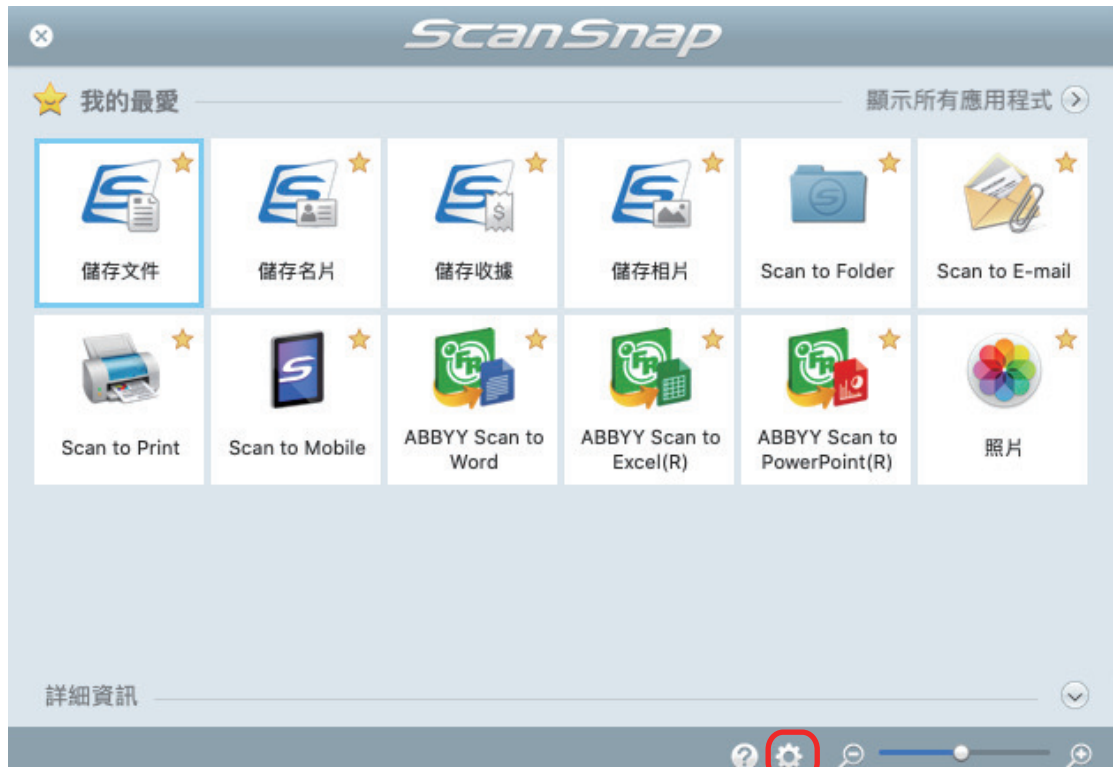 ScanSnap
我的最愛
顯示所有應用程式
儲存文件
儲存名片
儲存收據
儲存相片
Scan to Folder
Scan to E-mail
Scan to Print
Scan to Mobile
ABBYY Scan to
Word
ABBYY Scan to
Excel(R)
ABBYY Scan to
PowerPoint(R)
照片
詳細資訊